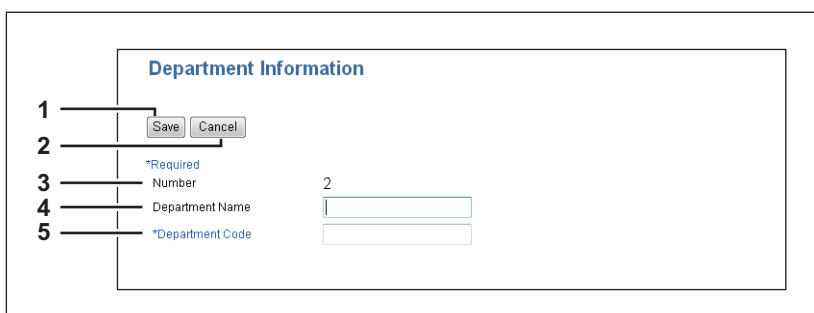 Department Information
1
Save Cancel
2
*Required
3 Number 2
4 Department Name
5 *Department Code